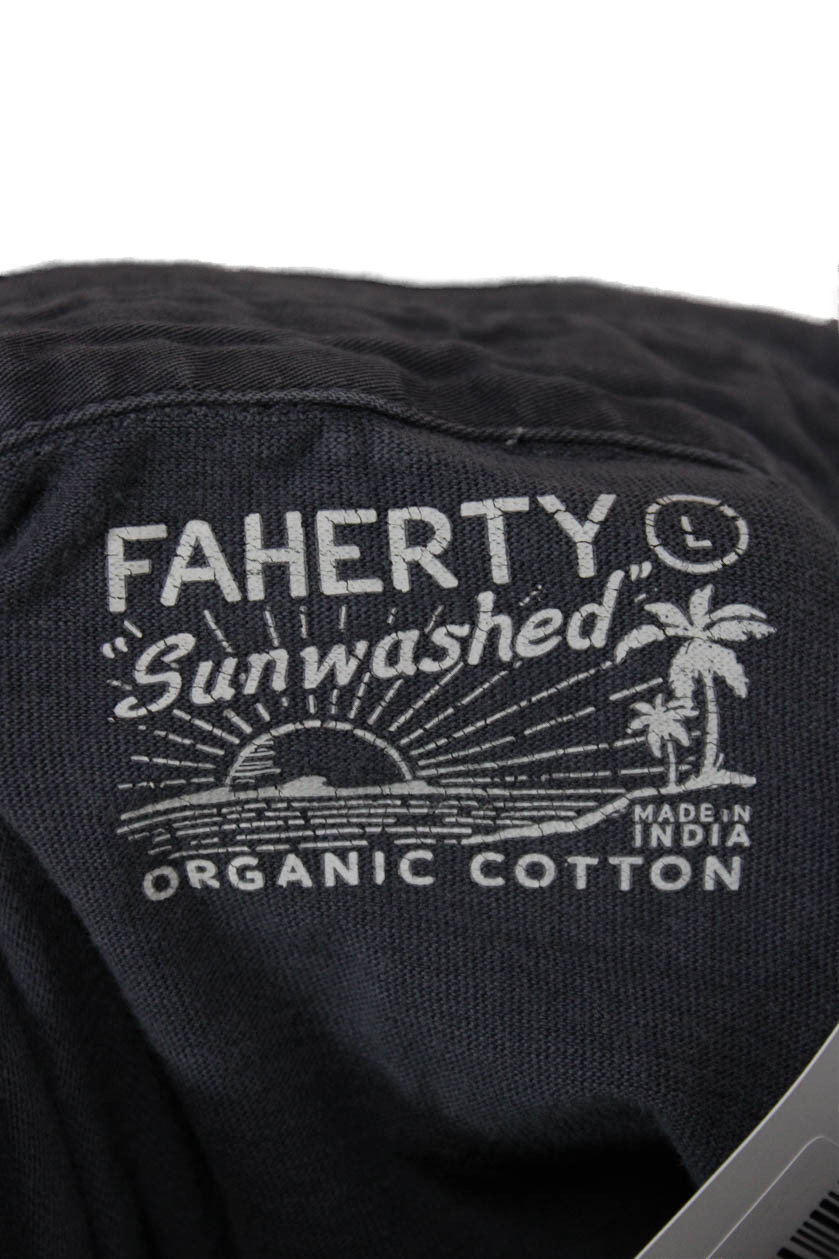 FAHERTY L
"Sunwashed"
MADE IN
INDIA
ORGANIC COTTON